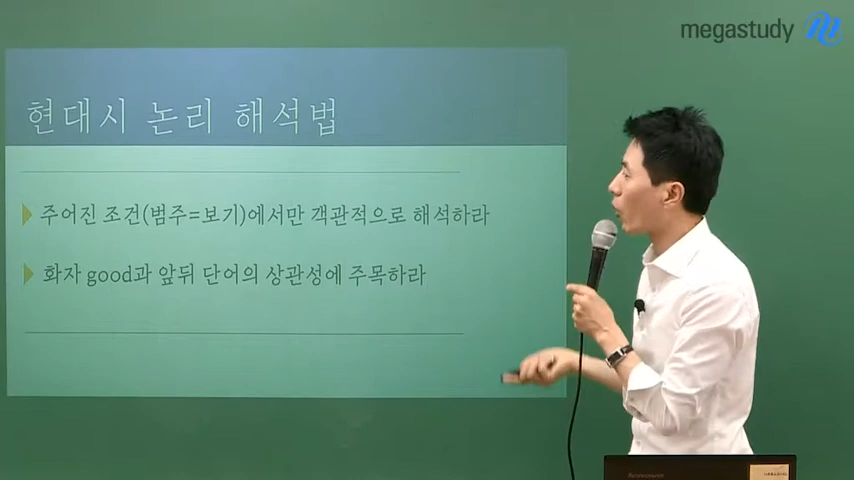 megastudy
현대시 논리 해석법
주어진 조건(범주=보기)에서만 객관적으로 해석하라
화자 good과 앞뒤 단어의 상관성에 주목하라